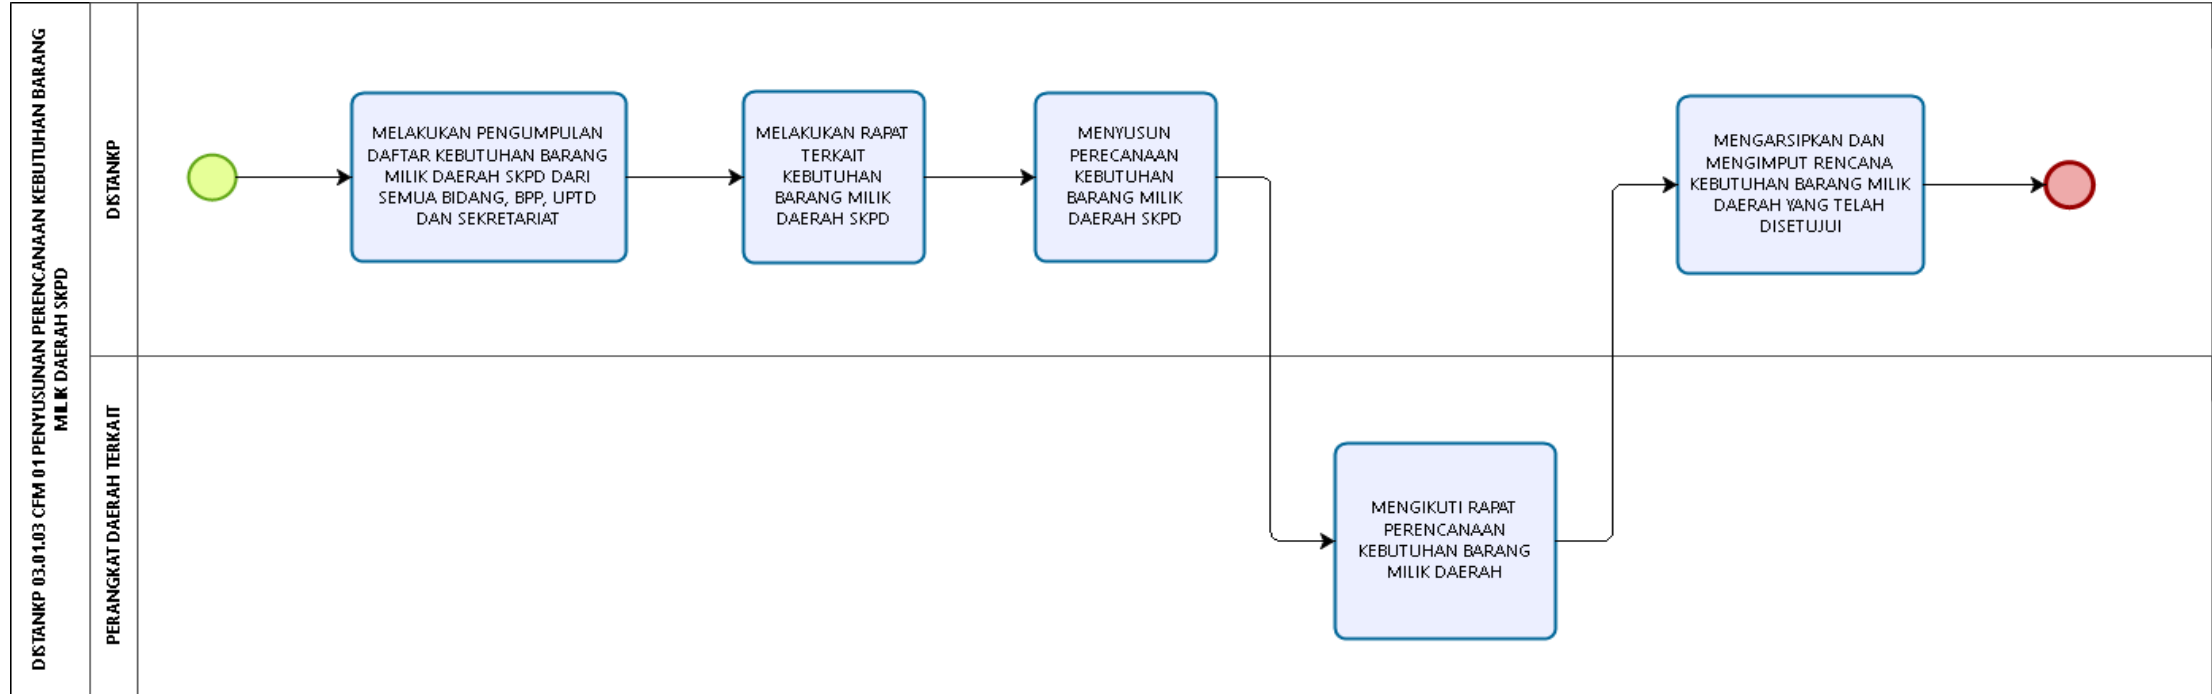 DISTANKP 03.01.03 CFM 01 PENYUSUNAN PERENCANAAN KEBUTUHAN BARANG
MILIK DAERAH SKPD
DISTANKP
MELAKUKAN PENGUMPULAN
DAFTAR KEBUTUHAN BARANG
MILIK DAERAH SKPD DARI
SEMUA BIDANG, BPP, UPTD
DAN SEKRETARIAT
MELAKUKAN RAPAT
TERKAIT
KEBUTUHAN
BARANG MILIK
DAERAH SKPD
MENYUSUN
PERECANAAN
KEBUTUHAN
BARANG MILIK
DAERAH SKPD
MENGARSIPKAN DAN
MENGIMPUT RENCANA
KEBUTUHAN BARANG MILIK
DAERAH YANG TELAH
DISETUJUI
PERANGKAT DAERAH TERKAIT
MENGIKUTI RAPAT
PERENCANAAN
KEBUTUHAN BARANG
MILIK DAERAH